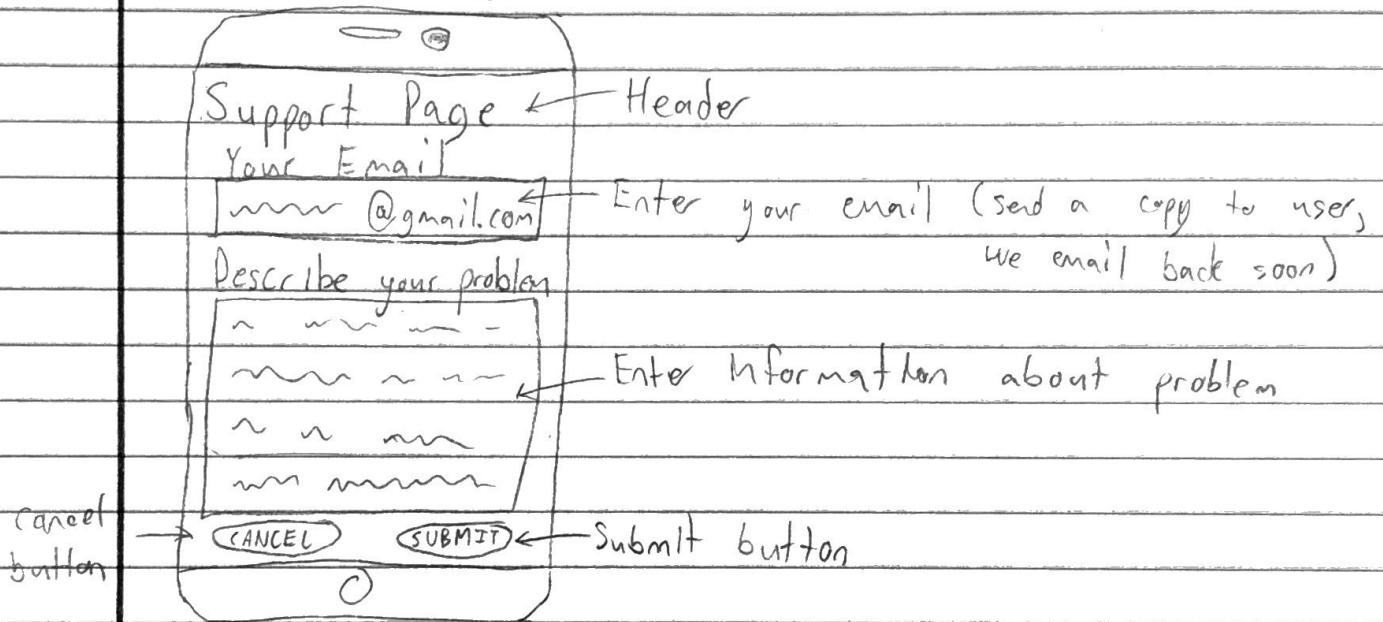 Support Page
Header
Your Email
@gmail.com
Enter your email (send a copy to user,
we email back soon)
Describe your problem
Enter Information about problem
cancel
button
CANCEL
SUBMIT
Submit button